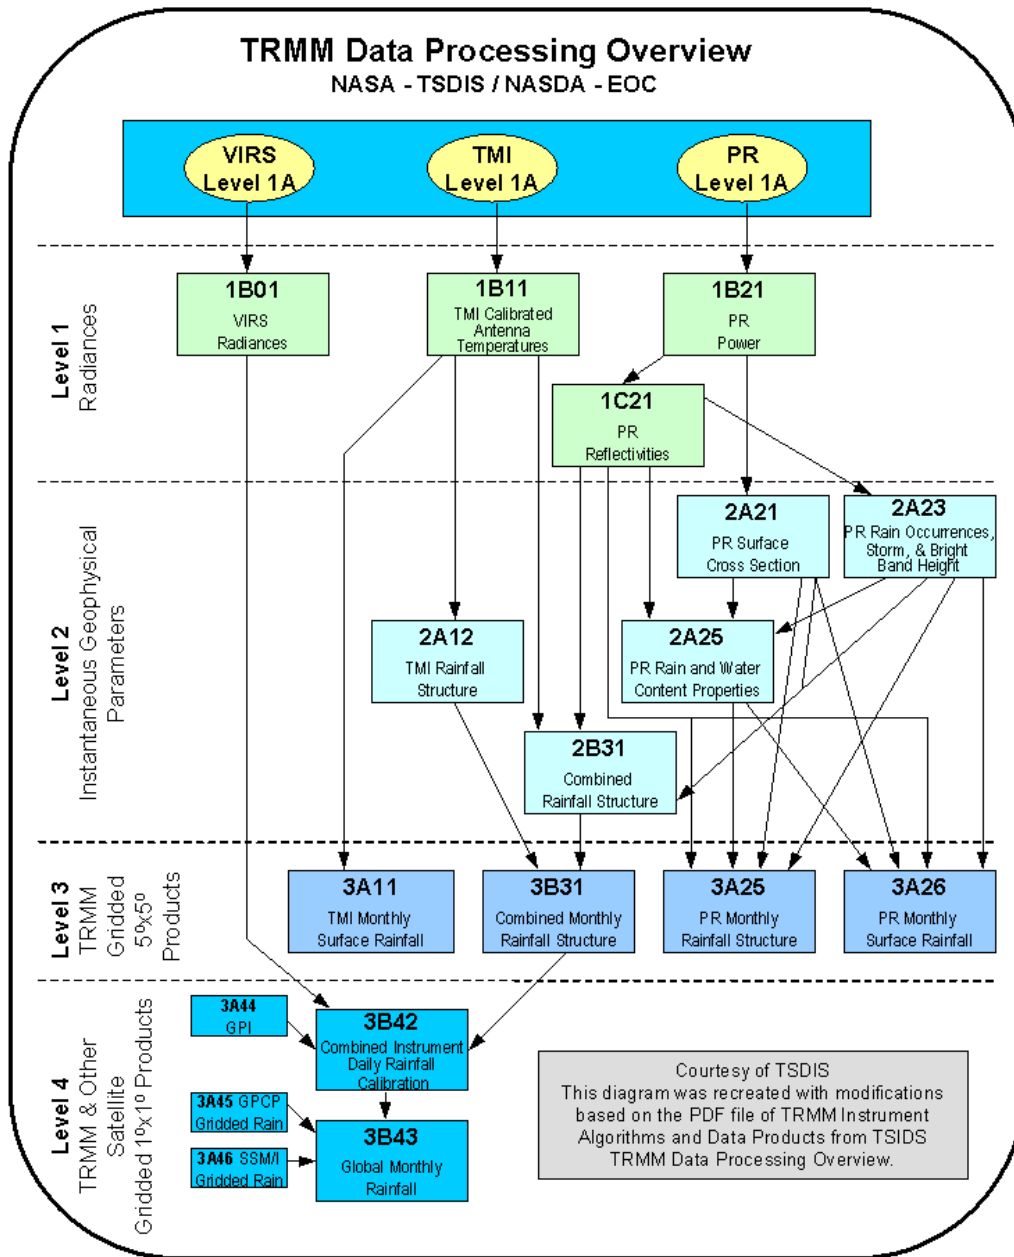 TRMM Data Processing Overview
NASA - TSDIS / NASDA - EOC
VIRS
Level 1A
TMI
Level 1A
PR
Level 1A
Level 1
Radiances
1B01
VIRS
Radiances
1B11
TMI Calibrated
Antenna
Temperatures
1B21
PR
Power
1C21
PR
Reflectivities
Level 2
Instantaneous Geophysical
Parameters
2A21
PR Surface
Cross Section
2A23
PR Rain Occurrences,
Storm, & Bright
Band Height
2A12
TMI Rainfall
Structure
2A25
PR Rain and Water
Content Properties
2B31
Combined
Rainfall Structure
Level 3
TRMM
Gridded
5ºx5º
Products
3A11
TMI Monthly
Surface Rainfall
3B31
Combined Monthly
Rainfall Structure
3A25
PR Monthly
Rainfall Structure
3A26
PR Monthly
Surface Rainfall
Level 4
TRMM & Other
Satellite
Gridded 1ºx1º Products
3A44
GPI
3B42
Combined Instrument
Daily Rainfall
Calibration
3A45 GPCP
Gridded Rain
3A46 SSM/I
Gridded Rain
3B43
Global Monthly
Rainfall
Courtesy of TSDIS
This diagram was recreated with modifications
based on the PDF file of TRMM Instrument
Algorithms and Data Products from TSIDS
TRMM Data Processing Overview.